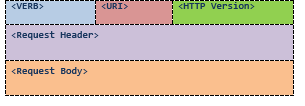 <VERB> <URI> <HTTP Version>
<Request Header>
<Request Body>